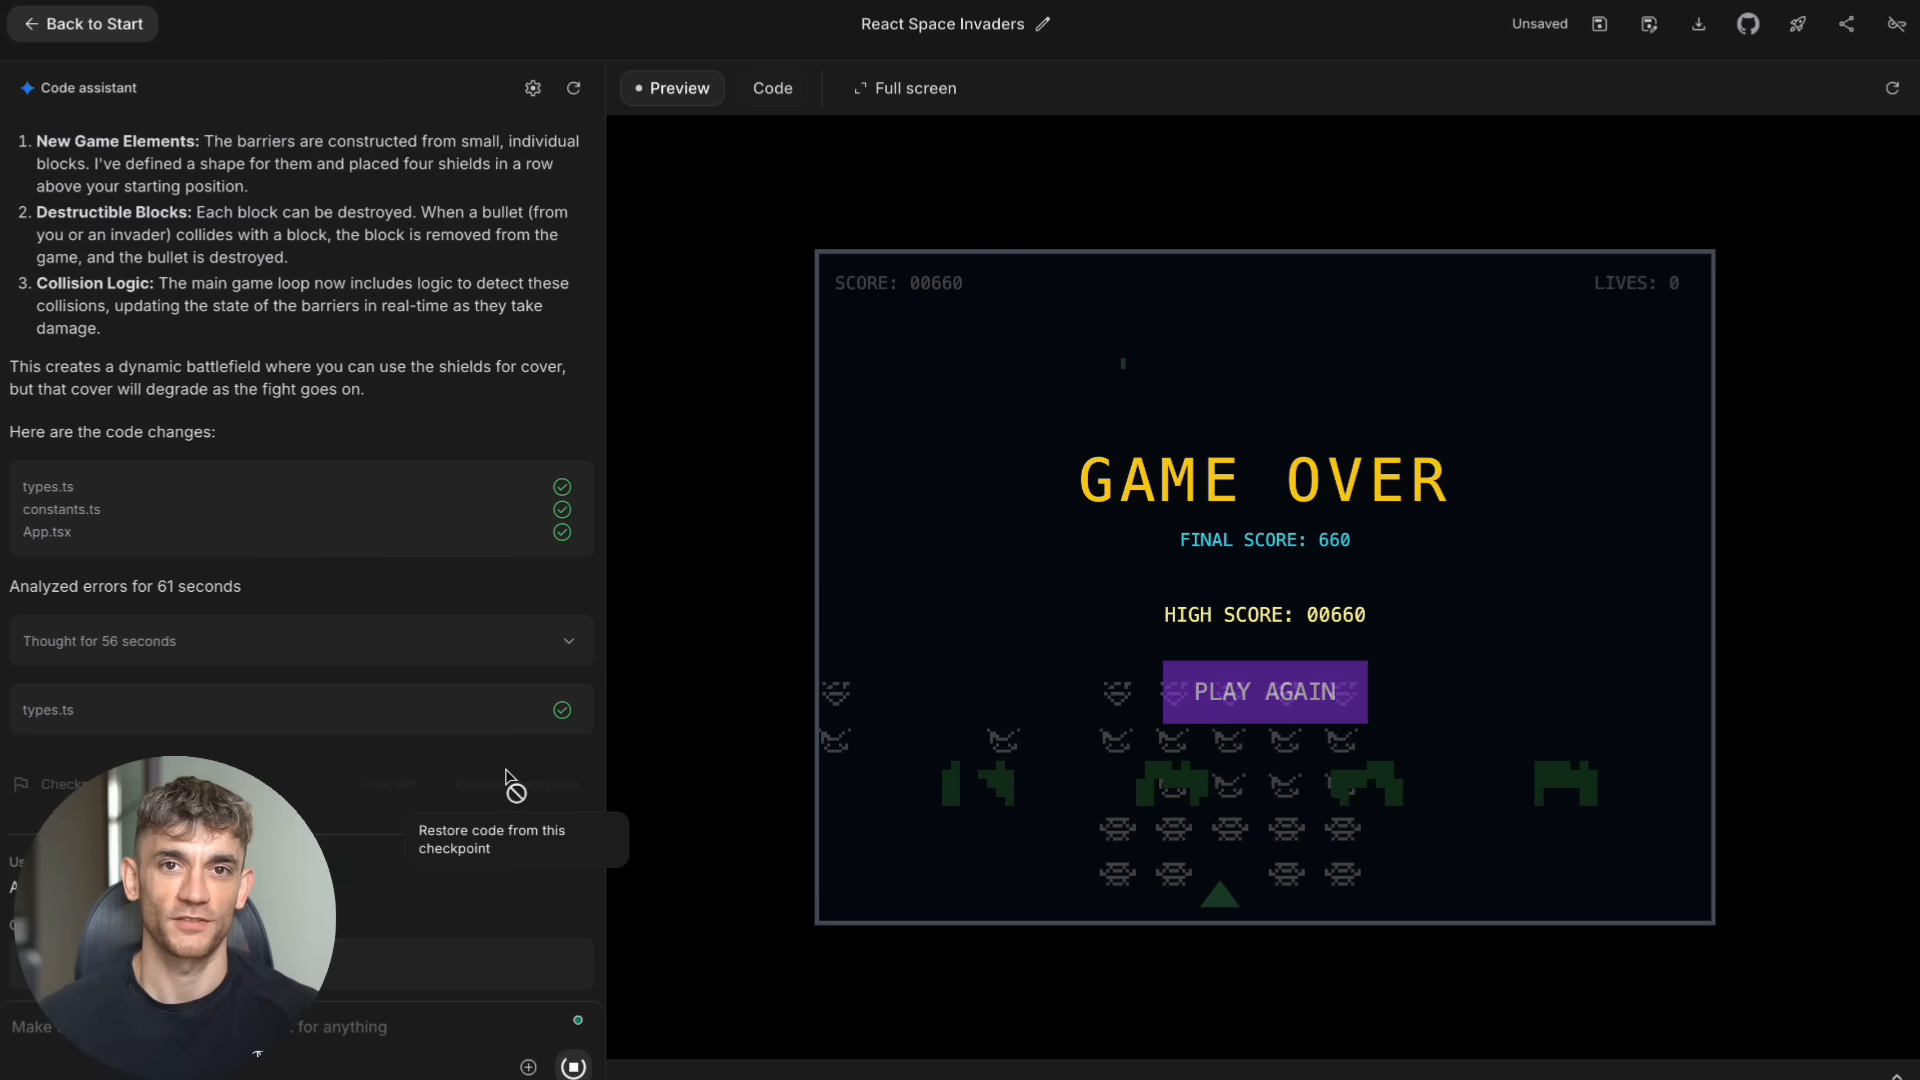 Back to Start
React Space Invaders
Unsaved
Code assistant
Preview
Code
Full screen
1. New Game Elements: The barriers are constructed from small, individual
blocks. I've defined a shape for them and placed four shields in a row
above your starting position.
2. Destructible Blocks: Each block can be destroyed. When a bullet (from
you or an invader) collides with a block, the block is removed from the
game, and the bullet is destroyed.
3. Collision Logic: The main game loop now includes logic to detect these
collisions, updating the state of the barriers in real-time as they take
damage.
This creates a dynamic battlefield where you can use the shields for cover,
but that cover will degrade as the fight goes on.
Here are the code changes:
types.ts
constants.ts
App.tsx
Analyzed errors for 61 seconds
Thought for 56 seconds
types.ts
View diff
Restore code from this
checkpoint
Make
for anything
SCORE: 00660
LIVES: 0
GAME OVER
FINAL SCORE: 660
HIGH SCORE: 00660
PLAY AGAIN